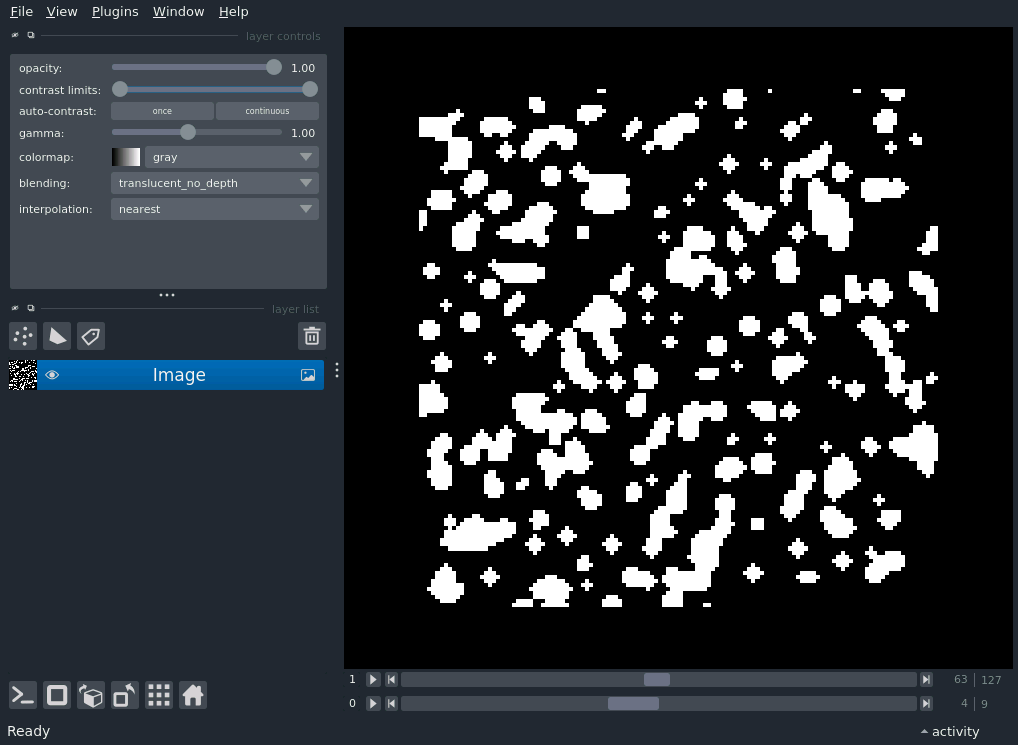 File View Plugins Window Help
layer controls
opacity: 1.00
contrast limits:
auto-contrast: once continuous
gamma: 1.00
colormap: gray
blending: translucent_no_depth
interpolation: nearest
layer list
Image
1 63 127
0 4 9
Ready activity